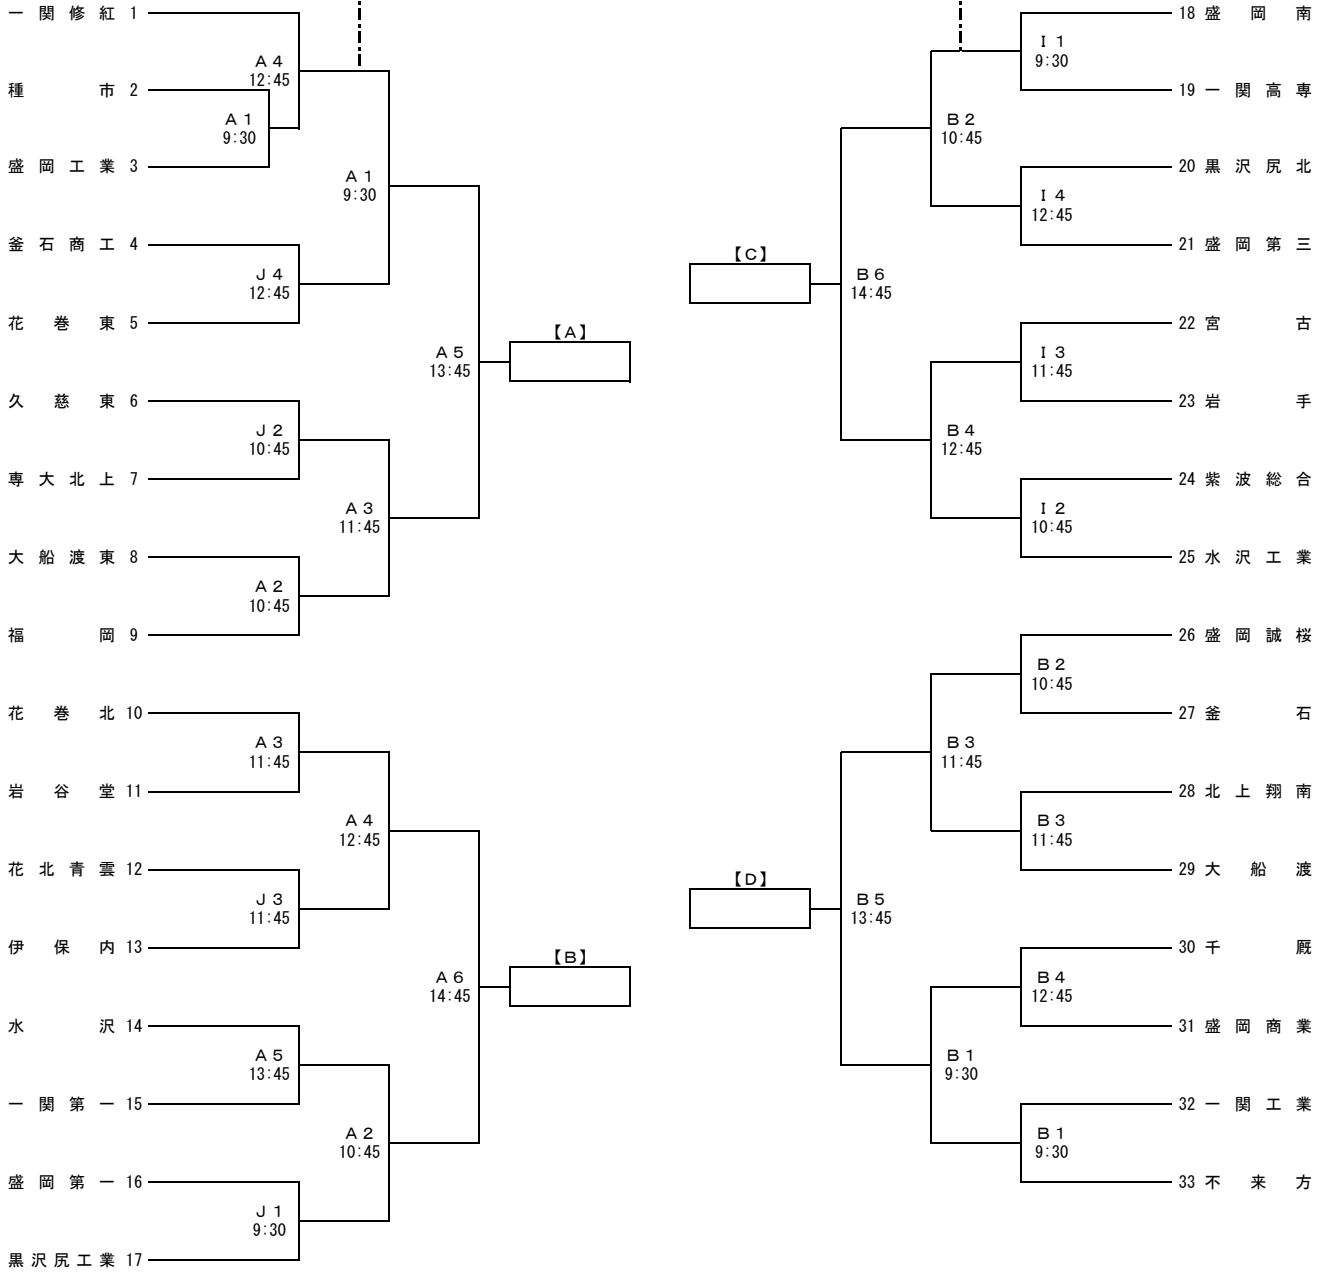 一関修紅 1
A 4
12:45
種市 2
A 1
9:30
盛岡工業 3
A 1
9:30
釜石商工 4
J 4
12:45
花巻東 5
【A】
A 5
13:45
久慈東 6
J 2
10:45
専大北上 7
A 3
11:45
大船渡東 8
A 2
10:45
福岡 9
花巻北 10
A 3
11:45
岩谷堂 11
A 4
12:45
花北青雲 12
J 3
11:45
伊保内 13
【B】
A 6
14:45
水沢 14
A 5
13:45
一関第一 15
A 2
10:45
盛岡第一 16
J 1
9:30
黒沢尻工業 17
18 盛岡南
I 1
9:30
19 一関高専
B 2
10:45
20 黒沢尻北
I 4
12:45
21 盛岡第三
【C】
B 6
14:45
22 宮古
I 3
11:45
23 岩手
B 4
12:45
24 紫波総合
I 2
10:45
25 水沢工業
26 盛岡誠桜
B 2
10:45
27 釜石
B 3
11:45
28 北上翔南
B 3
11:45
29 大船渡
【D】
B 5
13:45
30 千厩
B 4
12:45
31 盛岡商業
B 1
9:30
32 一関工業
B 1
9:30
33 不来方